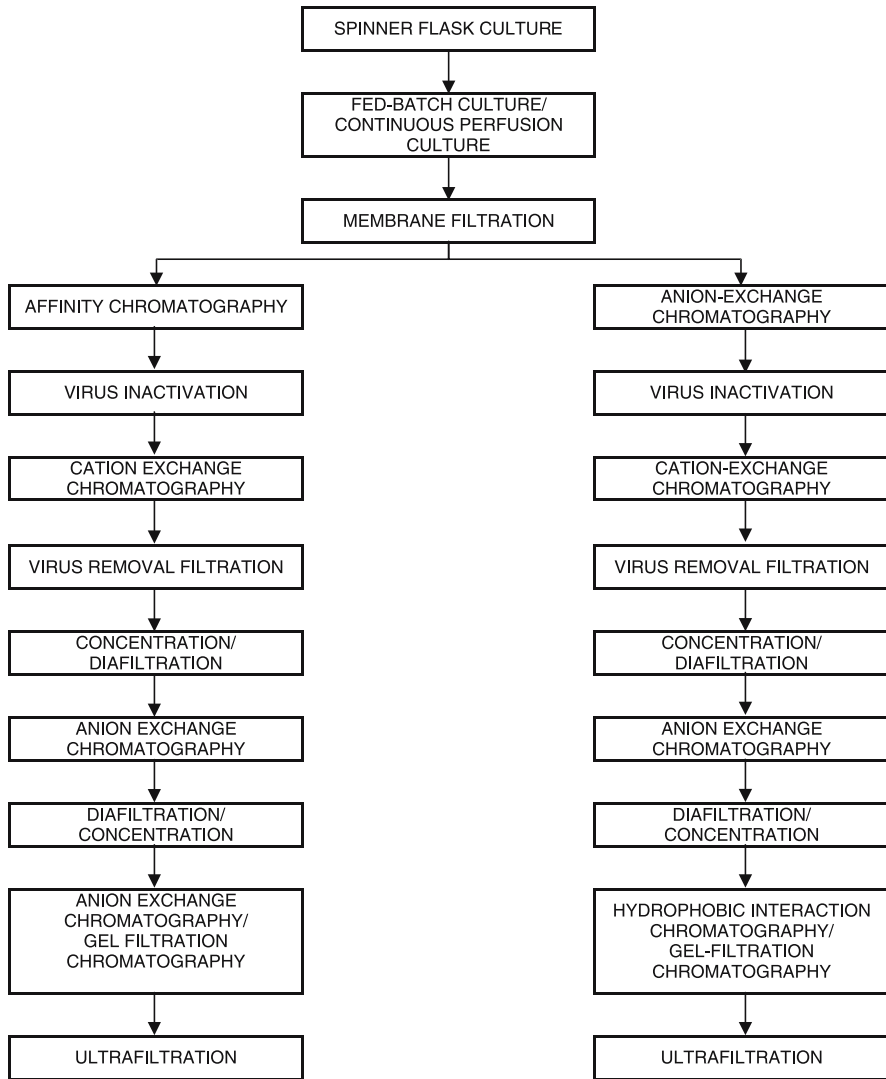 SPINNER FLASK CULTURE
FED-BATCH CULTURE/
CONTINUOUS PERFUSION
CULTURE
MEMBRANE FILTRATION
AFFINITY CHROMATOGRAPHY
VIRUS INACTIVATION
CATION EXCHANGE
CHROMATOGRAPHY
VIRUS REMOVAL FILTRATION
CONCENTRATION/
DIAFILTRATION
ANION EXCHANGE
CHROMATOGRAPHY
DIAFILTRATION/
CONCENTRATION
ANION EXCHANGE
CHROMATOGRAPHY/
GEL FILTRATION
CHROMATOGRAPHY
ULTRAFILTRATION
ANION-EXCHANGE
CHROMATOGRAPHY
VIRUS INACTIVATION
CATION-EXCHANGE
CHROMATOGRAPHY
VIRUS REMOVAL FILTRATION
CONCENTRATION/
DIAFILTRATION
ANION EXCHANGE
CHROMATOGRAPHY
DIAFILTRATION/
CONCENTRATION
HYDROPHOBIC INTERACTION
CHROMATOGRAPHY/
GEL-FILTRATION
CHROMATOGRAPHY
ULTRAFILTRATION